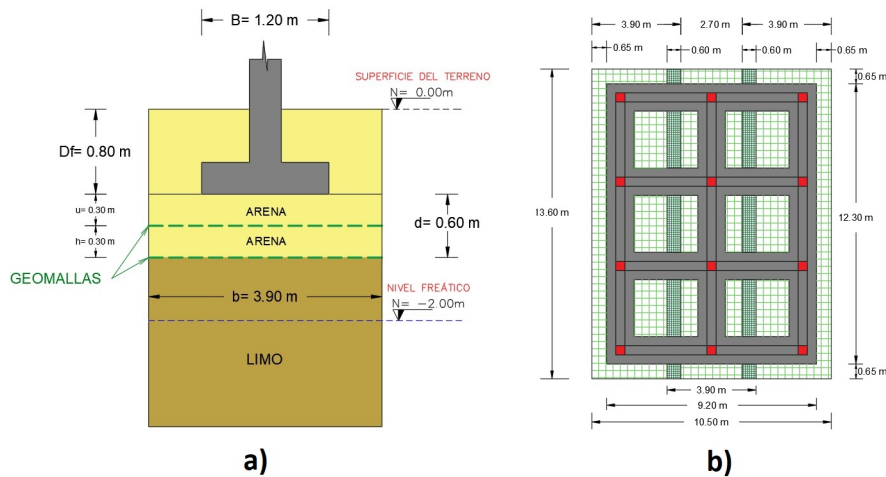 B= 1.20 m
SUPERFICIE DEL TERRENO
N= 0.00m
Df= 0.80 m
u= 0.30 m
ARENA
d= 0.60 m
h= 0.30 m
ARENA
GEOMALLAS
b= 3.90 m
NIVEL FREÁTICO
N= −2.00m
LIMO
a)
3.90 m
2.70 m
3.90 m
0.65 m
0.60 m
0.60 m
0.65 m
0.65 m
13.60 m
12.30 m
0.65 m
3.90 m
9.20 m
10.50 m
b)